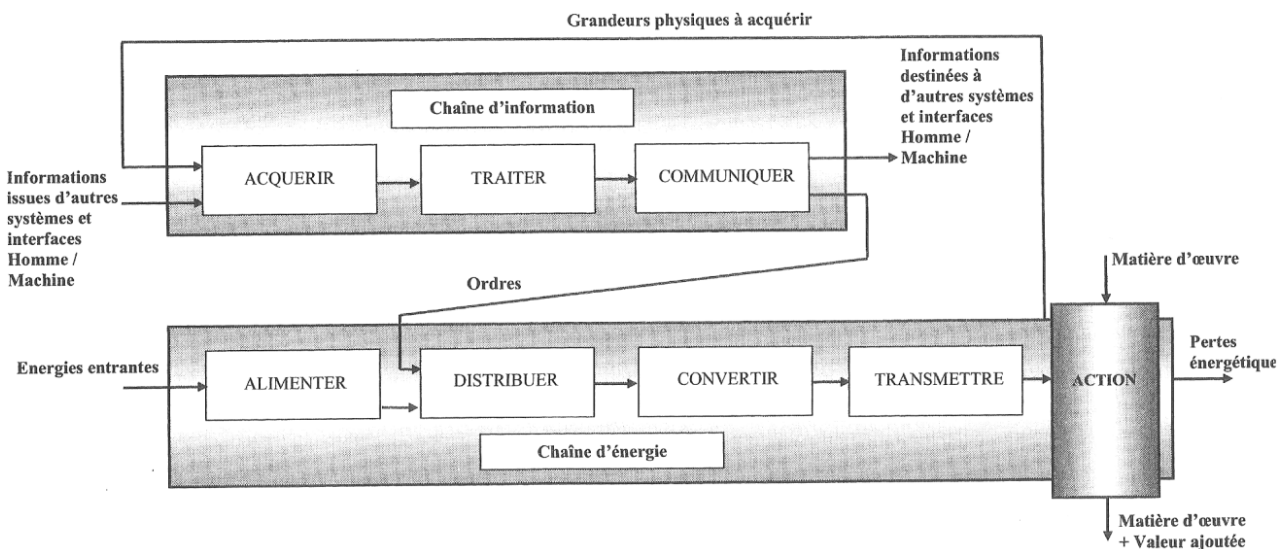 Grandeurs physiques à acquérir
Informations
destinées à
d'autres systèmes
et interfaces
Homme /
Machine
Chaîne d'information
ACQUERIR
TRAITER
COMMUNIQUER
Informations
issues d'autres
systèmes et
interfaces
Homme /
Machine
Ordres
Matière d'œuvre
Energies entrantes
ALIMENTER
DISTRIBUER
CONVERTIR
TRANSMETTRE
ACTION
Pertes
énergétique
Chaîne d'énergie
Matière d'œuvre
+ Valeur ajoutée